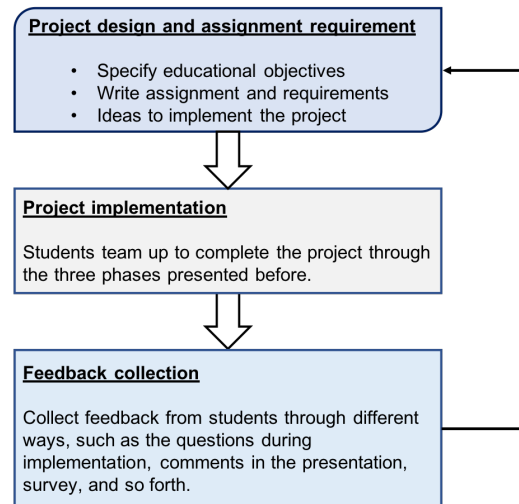 Project design and assignment requirement
• Specify educational objectives
• Write assignment and requirements
• Ideas to implement the project
Project implementation
Students team up to complete the project through
the three phases presented before.
Feedback collection
Collect feedback from students through different
ways, such as the questions during
implementation, comments in the presentation,
survey, and so forth.